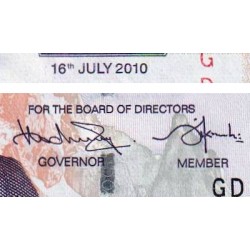 16th JULY 2010
FOR THE BOARD OF DIRECTORS
GOVERNOR MEMBER
GD